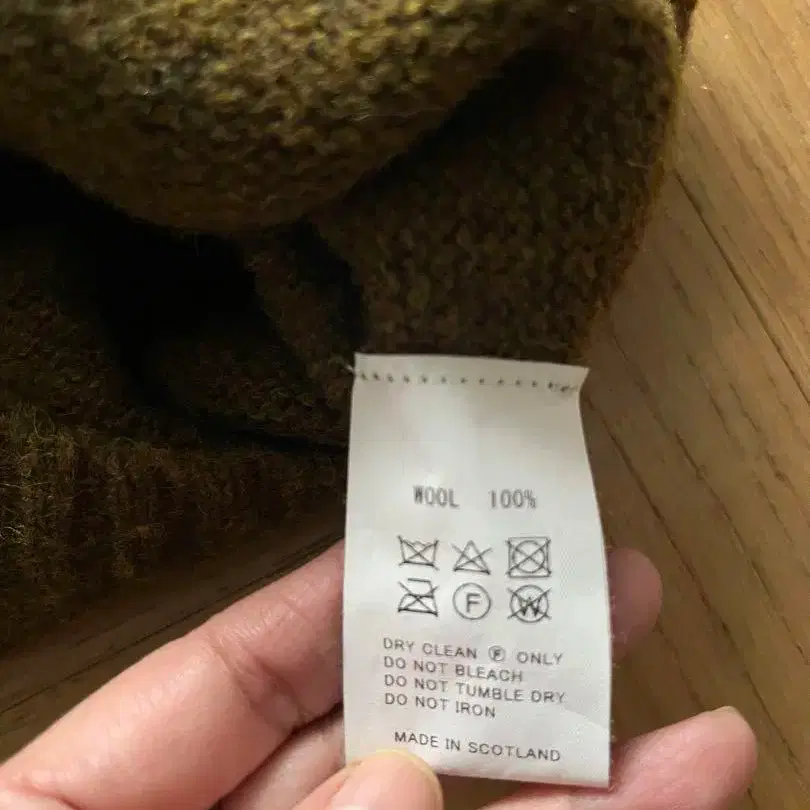 WOOL 100%
F W
DRY CLEAN Ⓕ ONLY
DO NOT BLEACH
DO NOT TUMBLE DRY
DO NOT IRON
MADE IN SCOTLAND